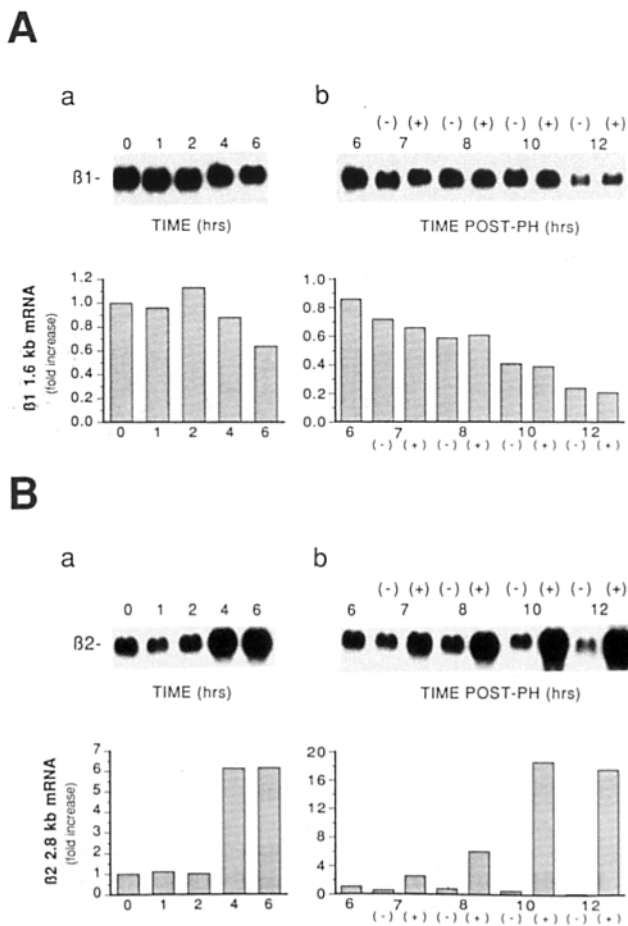 A
a b
(-) (+) (-) (+) (-) (+) (-) (+)
0 1 2 4 6 6 7 8 10 12
ß1-
TIME (hrs) TIME POST-PH (hrs)
ß1 1.6 kb mRNA
(fold increase)
1.2
1.0
0.8
0.6
0.4
0.2
0.0
0 1 2 4 6
1.0
0.8
0.6
0.4
0.2
0.0
6 7 8 10 12
(-) (+) (-) (+) (-) (+) (-) (+)
B
a b
(-) (+) (-) (+) (-) (+) (-) (+)
0 1 2 4 6 6 7 8 10 12
ß2-
TIME (hrs) TIME POST-PH (hrs)
ß2 2.8 kb mRNA
(fold increase)
7
6
5
4
3
2
1
0
0 1 2 4 6
20
16
12
8
4
0
6 7 8 10 12
(-) (+) (-) (+) (-) (+) (-) (+)